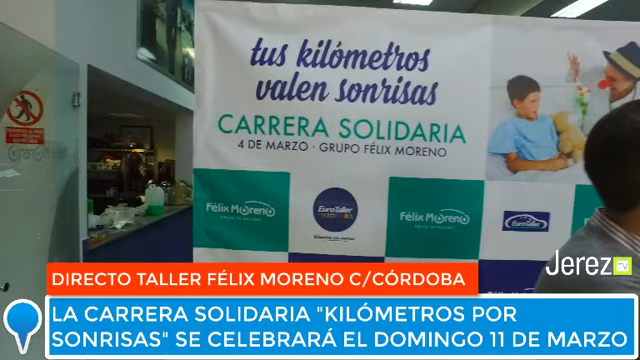 tus kilómetros
valen sonrisas
CARRERA SOLIDARIA
4 DE MARZO · GRUPO FÉLIX MORENO
Félix Moreno
EuroTaller
Félix Moreno
EuroTaller
Jerez TV
DIRECTO TALLER FÉLIX MORENO C/CÓRDOBA
LA CARRERA SOLIDARIA "KILÓMETROS POR
SONRISAS" SE CELEBRARÁ EL DOMINGO 11 DE MARZO